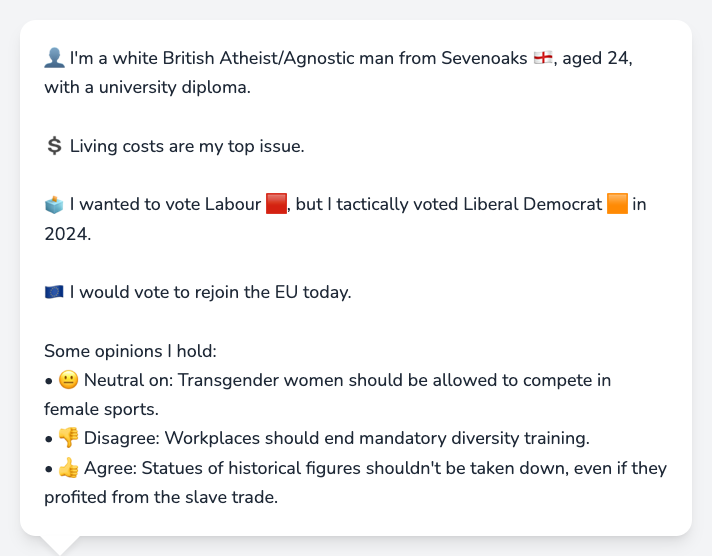 👤 I'm a white British Atheist/Agnostic man from Sevenoaks 🏴󠁧󠁢󠁥󠁮󠁧󠁿, aged 24,
with a university diploma.
💲 Living costs are my top issue.
🗳️ I wanted to vote Labour 🟥, but I tactically voted Liberal Democrat 🟧 in
2024.
🇪🇺 I would vote to rejoin the EU today.
Some opinions I hold:
• 😐 Neutral on: Transgender women should be allowed to compete in
female sports.
• 👎 Disagree: Workplaces should end mandatory diversity training.
• 👍 Agree: Statues of historical figures shouldn't be taken down, even if they
profited from the slave trade.